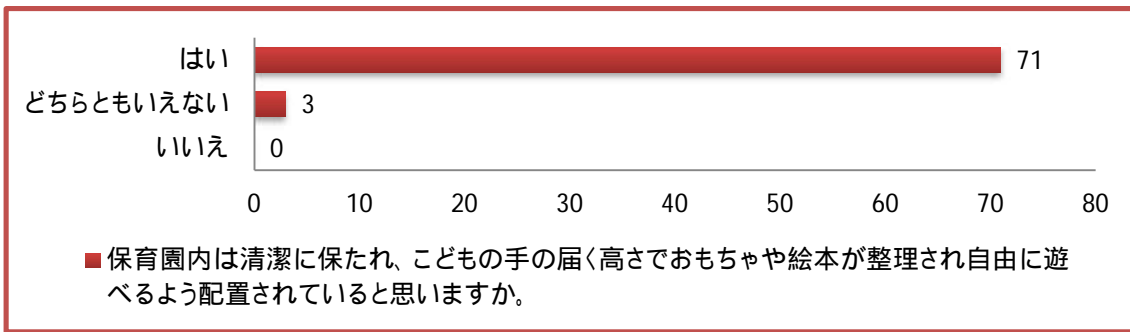 はい 71
どちらともいえない 3
いいえ 0
0 10 20 30 40 50 60 70 80
保育園内は清潔に保たれ、こどもの手の届く高さでおもちゃや絵本が整理され自由に遊
べるよう配置されていると思いますか。